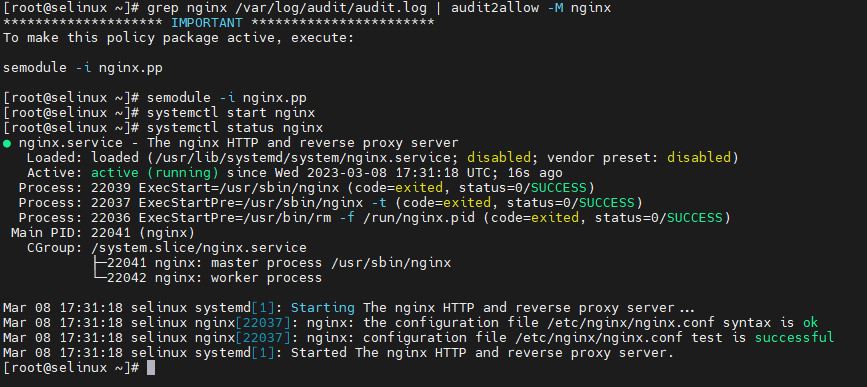 [root@selinux ~]# grep nginx /var/log/audit/audit.log | audit2allow -M nginx
******************** IMPORTANT ***********************
To make this policy package active, execute:

semodule -i nginx.pp

[root@selinux ~]# semodule -i nginx.pp
[root@selinux ~]# systemctl start nginx
[root@selinux ~]# systemctl status nginx
● nginx.service - The nginx HTTP and reverse proxy server
   Loaded: loaded (/usr/lib/systemd/system/nginx.service; disabled; vendor preset: disabled)
   Active: active (running) since Wed 2023-03-08 17:31:18 UTC; 16s ago
  Process: 22039 ExecStart=/usr/sbin/nginx (code=exited, status=0/SUCCESS)
  Process: 22037 ExecStartPre=/usr/sbin/nginx -t (code=exited, status=0/SUCCESS)
  Process: 22036 ExecStartPre=/usr/bin/rm -f /run/nginx.pid (code=exited, status=0/SUCCESS)
 Main PID: 22041 (nginx)
   CGroup: /system.slice/nginx.service
           ├─22041 nginx: master process /usr/sbin/nginx
           └─22042 nginx: worker process

Mar 08 17:31:18 selinux systemd[1]: Starting The nginx HTTP and reverse proxy server...
Mar 08 17:31:18 selinux nginx[22037]: nginx: the configuration file /etc/nginx/nginx.conf syntax is ok
Mar 08 17:31:18 selinux nginx[22037]: nginx: configuration file /etc/nginx/nginx.conf test is successful
Mar 08 17:31:18 selinux systemd[1]: Started The nginx HTTP and reverse proxy server.
[root@selinux ~]#